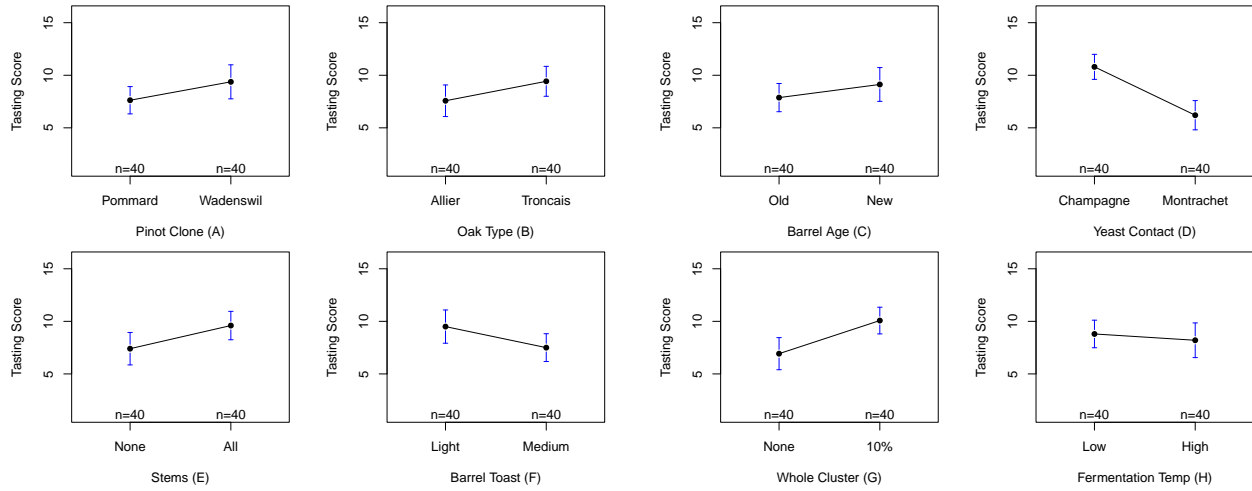 Tasting Score
15
10
5
n=40 n=40
Pommard Wadenswil
Pinot Clone (A)
Tasting Score
15
10
5
n=40 n=40
Allier Troncais
Oak Type (B)
Tasting Score
15
10
5
n=40 n=40
Old New
Barrel Age (C)
Tasting Score
15
10
5
n=40 n=40
Champagne Montrachet
Yeast Contact (D)
Tasting Score
15
10
5
n=40 n=40
None All
Stems (E)
Tasting Score
15
10
5
n=40 n=40
Light Medium
Barrel Toast (F)
Tasting Score
15
10
5
n=40 n=40
None 10%
Whole Cluster (G)
Tasting Score
15
10
5
n=40 n=40
Low High
Fermentation Temp (H)